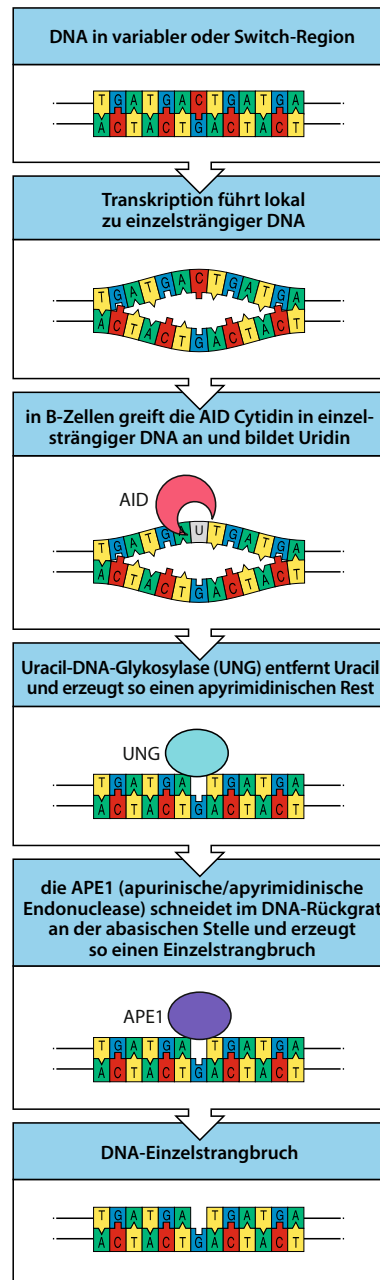 DNA in variabler oder Switch-Region
TGATGACTGATGA
ACTACTGACTACT
Transkription führt lokal
zu einzelsträngiger DNA
TGATGACTGATGA
ACTACTGACTACT
in B-Zellen greift die AID Cytidin in einzel-
strängiger DNA an und bildet Uridin
AID
TGATGAUTGATGA
ACTACTGACTACT
Uracil-DNA-Glykosylase (UNG) entfernt Uracil
und erzeugt so einen apyrimidinischen Rest
UNG
TGATGA TGATGA
ACTACTGACTACT
die APE1 (apurinische/apyrimidinische
Endonuclease) schneidet im DNA-Rückgrat
an der abasischen Stelle und erzeugt
so einen Einzelstrangbruch
APE1
TGATGA TGATGA
ACTACTGACTACT
DNA-Einzelstrangbruch
TGATGA TGATGA
ACTACTGACTACT